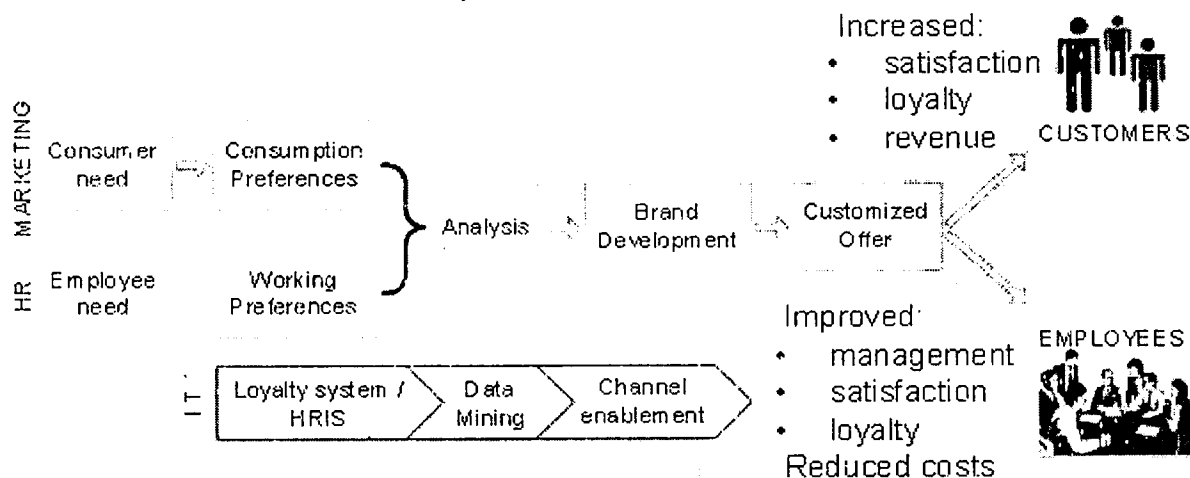 Increased:
• satisfaction
• loyalty
• revenue
CUSTOMERS
MARKETING
Consumer
need
Consumption
Preferences
Analysis
Brand
Development
Customized
Offer
HR
Employee
need
Working
Preferences
Improved:
• management
• satisfaction
• loyalty
Reduced costs
EMPLOYEES
IT
Loyalty system /
HRIS
Data
Mining
Channel
enablement